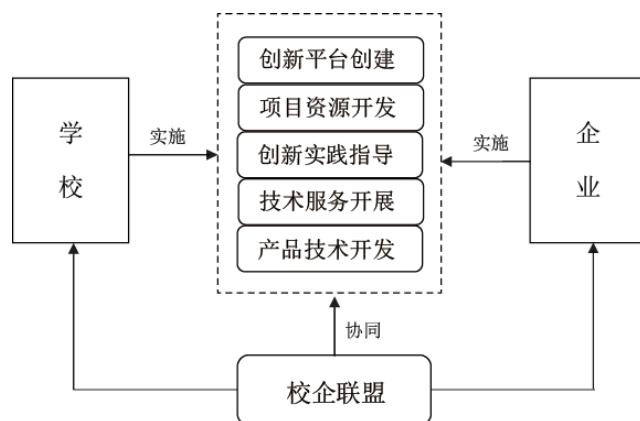 创新平台创建
项目资源开发
创新实践指导
技术服务开展
产品技术开发
学
校
实施
实施
企
业
协同
校企联盟